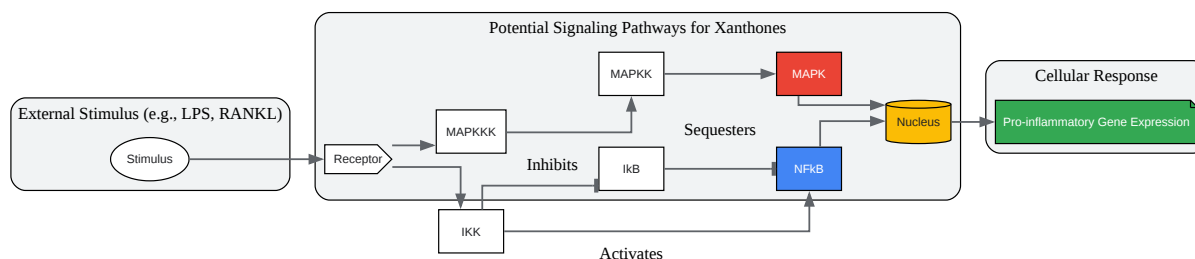 Potential Signaling Pathways for Xanthones
External Stimulus (e.g., LPS, RANKL)
Stimulus
Receptor
MAPKKK
MAPKK
MAPK
Sequesters
Inhibits
IkB
NFkB
IKK
Activates
Nucleus
Cellular Response
Pro-inflammatory Gene Expression